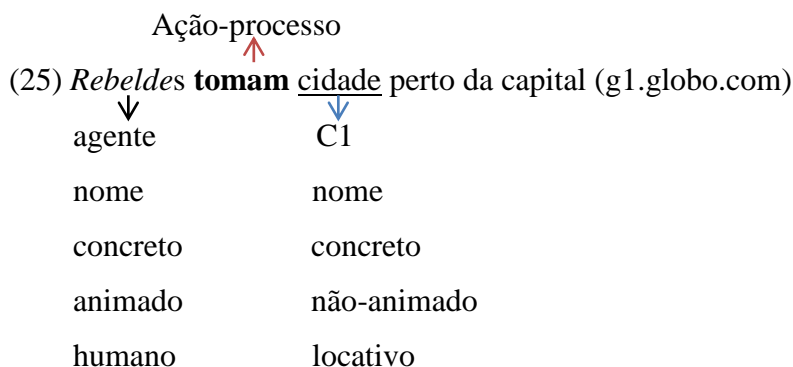 Ação-processo
(25) Rebeldes tomam cidade perto da capital (g1.globo.com)
agente C1
nome nome
concreto concreto
animado não-animado
humano locativo